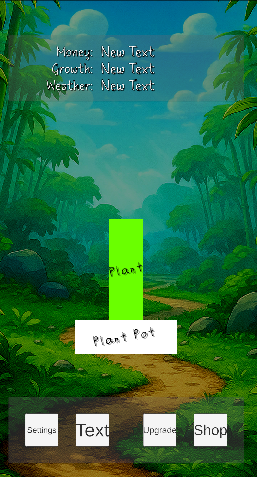 Money: New Text
Growth: New Text
Weather: New Text
Plant
Plant Pot
Settings
Text
Upgrade
Shop